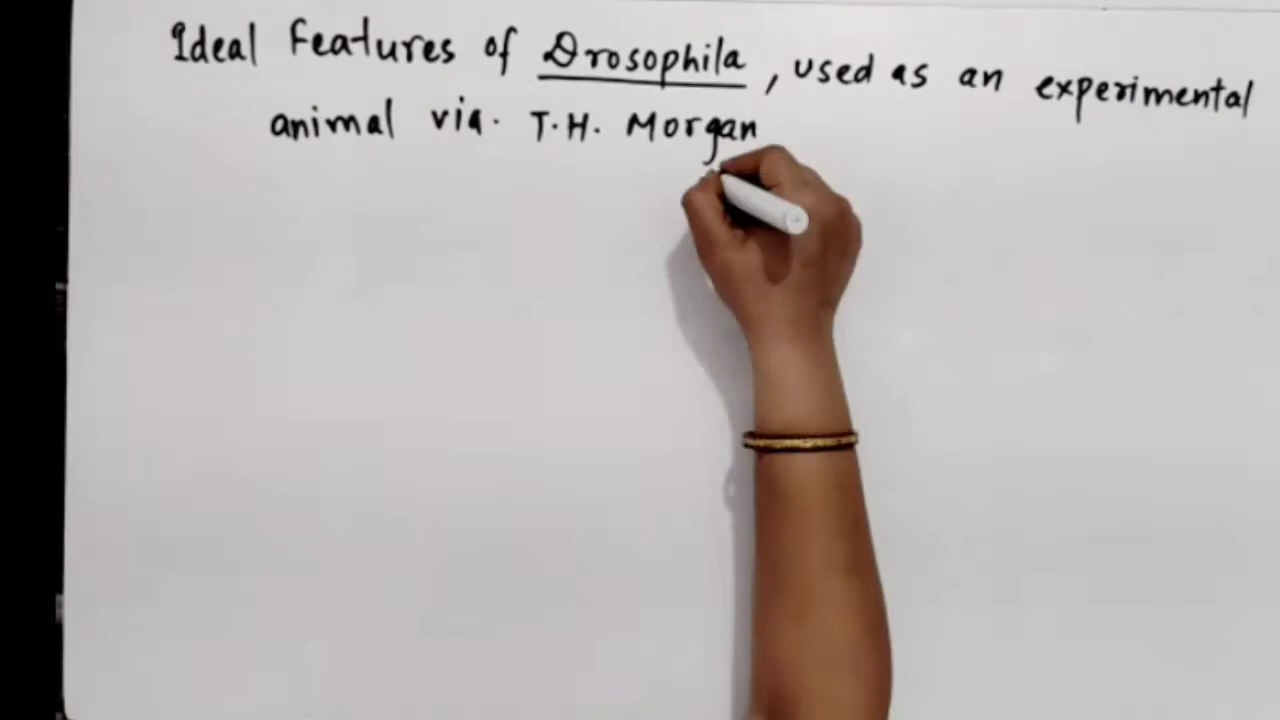 Ideal Features of Drosophila, used as an experimental
animal via. T.H. Morgan